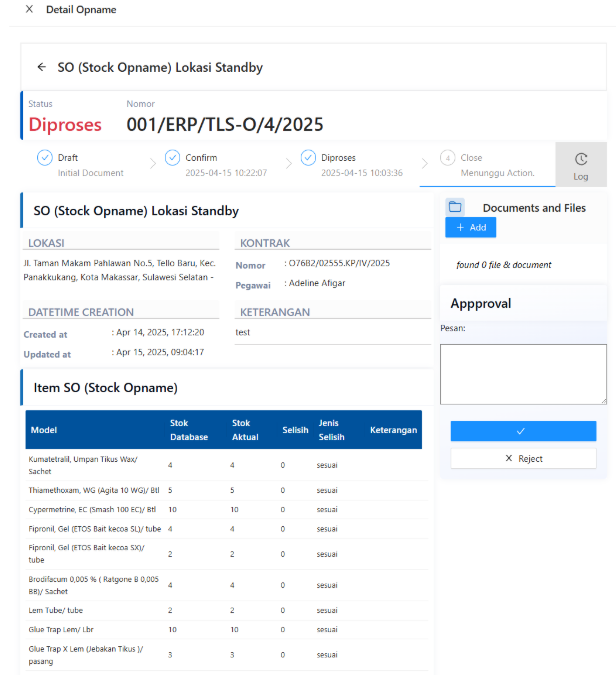 X Detail Opname
← SO (Stock Opname) Lokasi Standby
Status Nomor
Diproses 001/ERP/TLS-O/4/2025
Draft
Initial Document
Confirm
2025-04-15 10:22:07
Diproses
2025-04-15 10:03:36
4 Close
Menunggu Action.
Log
SO (Stock Opname) Lokasi Standby
LOKASI
Jl. Taman Makam Pahlawan No.5, Tello Baru, Kec.
Panakkukang, Kota Makassar, Sulawesi Selatan -
KONTRAK
Nomor : O76B2/02555.KP/IV/2025
Pegawai : Adeline Afigar
DATETIME CREATION
Created at : Apr 14, 2025, 17:12:20
Updated at : Apr 15, 2025, 09:04:17
KETERANGAN
test
Documents and Files
+ Add
found 0 file & document
Appproval
Pesan:
X Reject
Item SO (Stock Opname)
Model Stok Database Stok Aktual Selisih Jenis Selisih Keterangan
Kumatetralil, Umpan Tikus Wax/
Sachet 4 4 0 sesuai
Thiamethoxam, WG (Agita 10 WG)/ Btl 5 5 0 sesuai
Cypermetrine, EC (Smash 100 EC)/ Btl 10 10 0 sesuai
Fipronil, Gel (ETOS Bait kecoa SL)/ tube 4 4 0 sesuai
Fipronil, Gel (ETOS Bait kecoa SX)/
tube 2 2 0 sesuai
Brodifacum 0,005 % ( Ratgone B 0,005
BB)/ Sachet 4 4 0 sesuai
Lem Tube/ tube 2 2 0 sesuai
Glue Trap Lem/ Lbr 10 10 0 sesuai
Glue Trap X Lem (Jebakan Tikus )/
pasang 3 3 0 sesuai